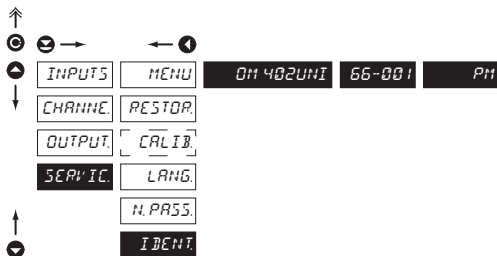 INPUTS MENU OM 402UNI 66-001 PM
CHANNE. RESTOR.
OUTPUT. CALIB.
SERVIC. LANG.
N. PASS.
IDENT.